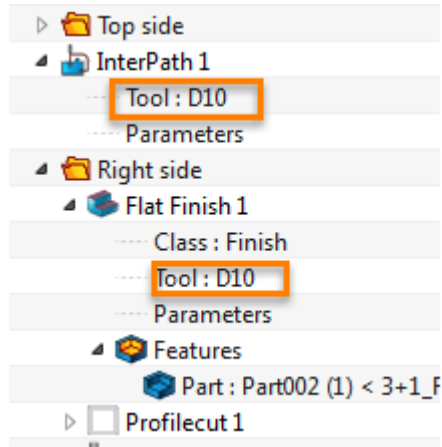 Top side
InterPath 1
Tool : D10
Parameters
Right side
Flat Finish 1
Class : Finish
Tool : D10
Parameters
Features
Part : Part002 (1) < 3+1_F
Profilecut 1